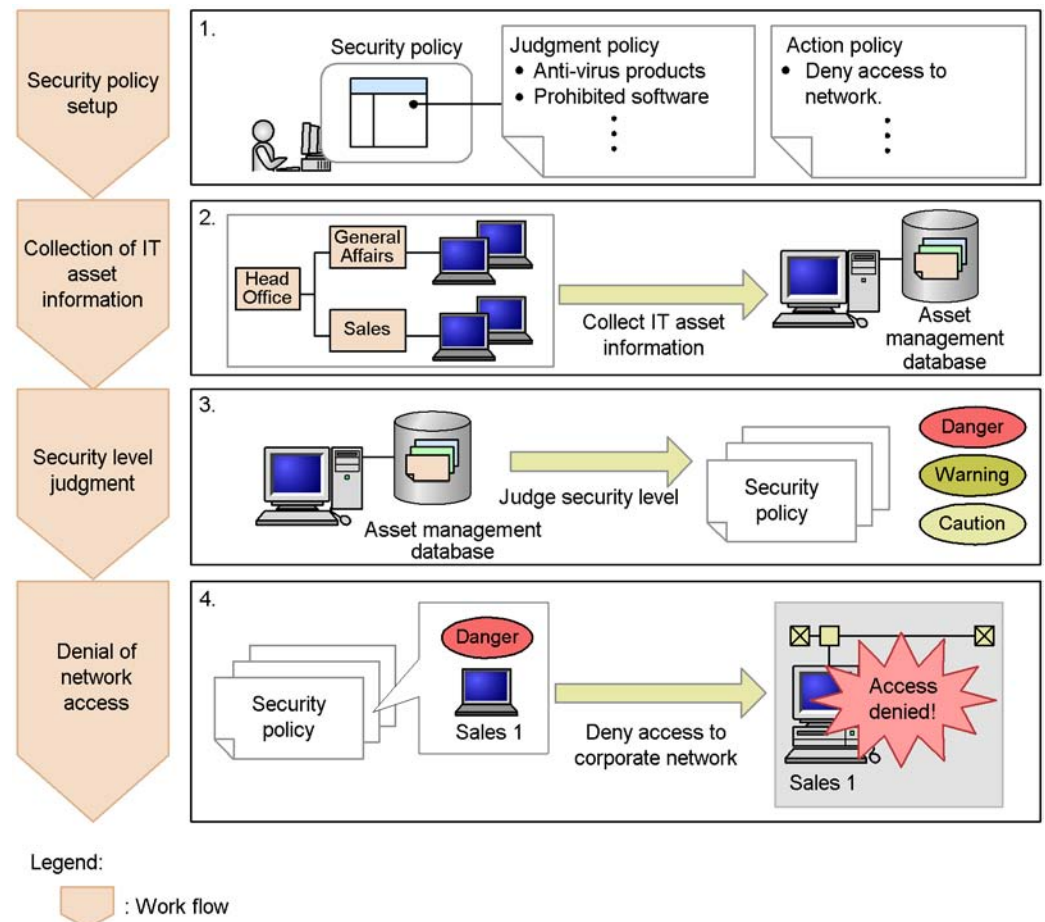 Security policy
setup
1.
Security policy
Judgment policy
• Anti-virus products
• Prohibited software
Action policy
• Deny access to
network.
Collection of IT
asset
information
2.
Head
Office
General
Affairs
Sales
Collect IT asset
information
Asset
management
database
Security level
judgment
3.
Asset management
database
Judge security level
Security
policy
Danger
Warning
Caution
Denial of
network
access
4.
Security
policy
Danger
Sales 1
Deny access to
corporate network
Access
denied!
Sales 1
Legend:
: Work flow